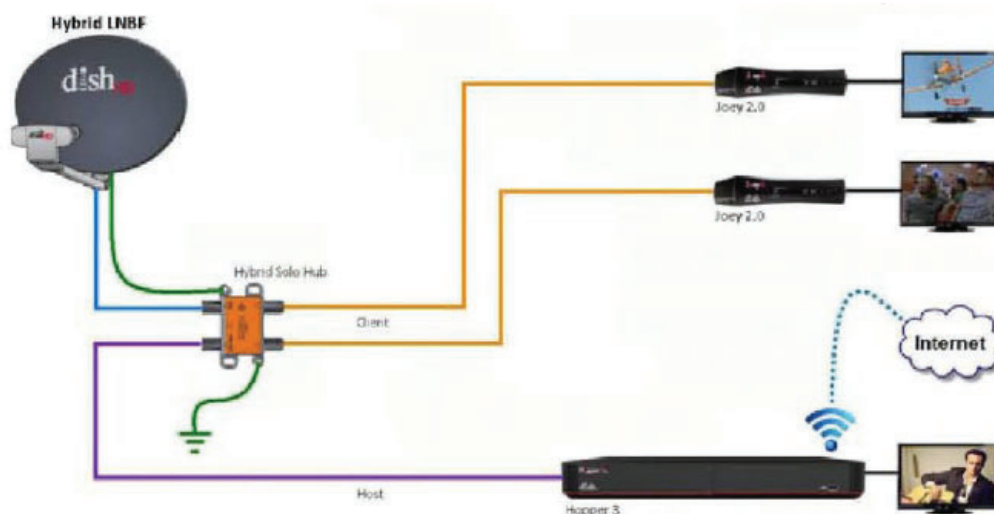 Hybrid LNBF
dish
Joey 2.0
Joey 2.0
Hybrid Solo Hub
Client
Internet
Host
Hopper 3